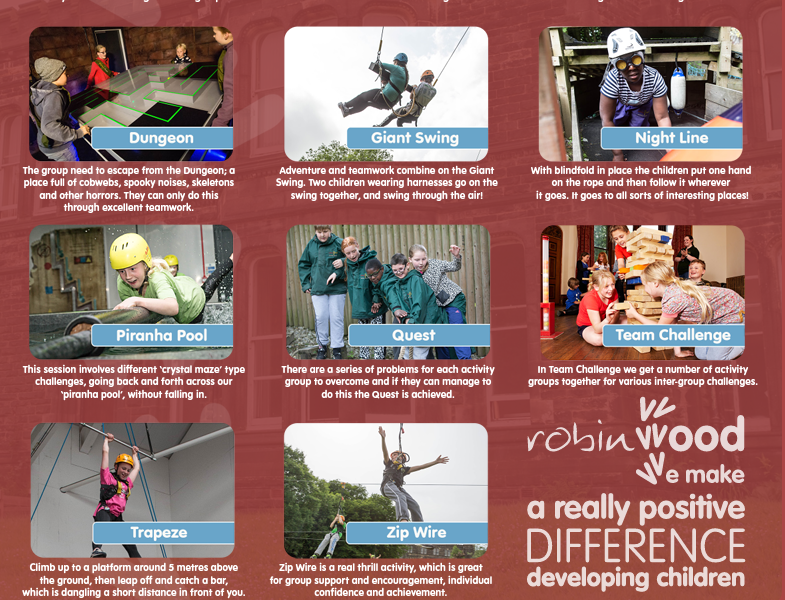 Dungeon
The group need to escape from the Dungeon; a
place full of cobwebs, spooky noises, skeletons
and other horrors. They can only do this
through excellent teamwork.
Giant Swing
Adventure and teamwork combine on the Giant
Swing. Two children wearing harnesses go on the
swing together, and swing through the air!
Night Line
With blindfold in place the children put one hand
on the rope and then follow it wherever
it goes. It goes to all sorts of interesting places!
Piranha Pool
This session involves different ‘crystal maze’ type
challenges, going back and forth across our
‘piranha pool’, without falling in.
Quest
There are a series of problems for each activity
group to overcome and if they can manage to
do this the Quest is achieved.
Team Challenge
In Team Challenge we get a number of activity
groups together for various inter-group challenges.
Trapeze
Climb up to a platform around 5 metres above
the ground, then leap off and catch a bar,
which is dangling a short distance in front of you.
Zip Wire
Zip Wire is a real thrill activity, which is great
for group support and encouragement, individual
confidence and achievement.
robinwood
We make
a really positive
DIFFERENCE
developing children